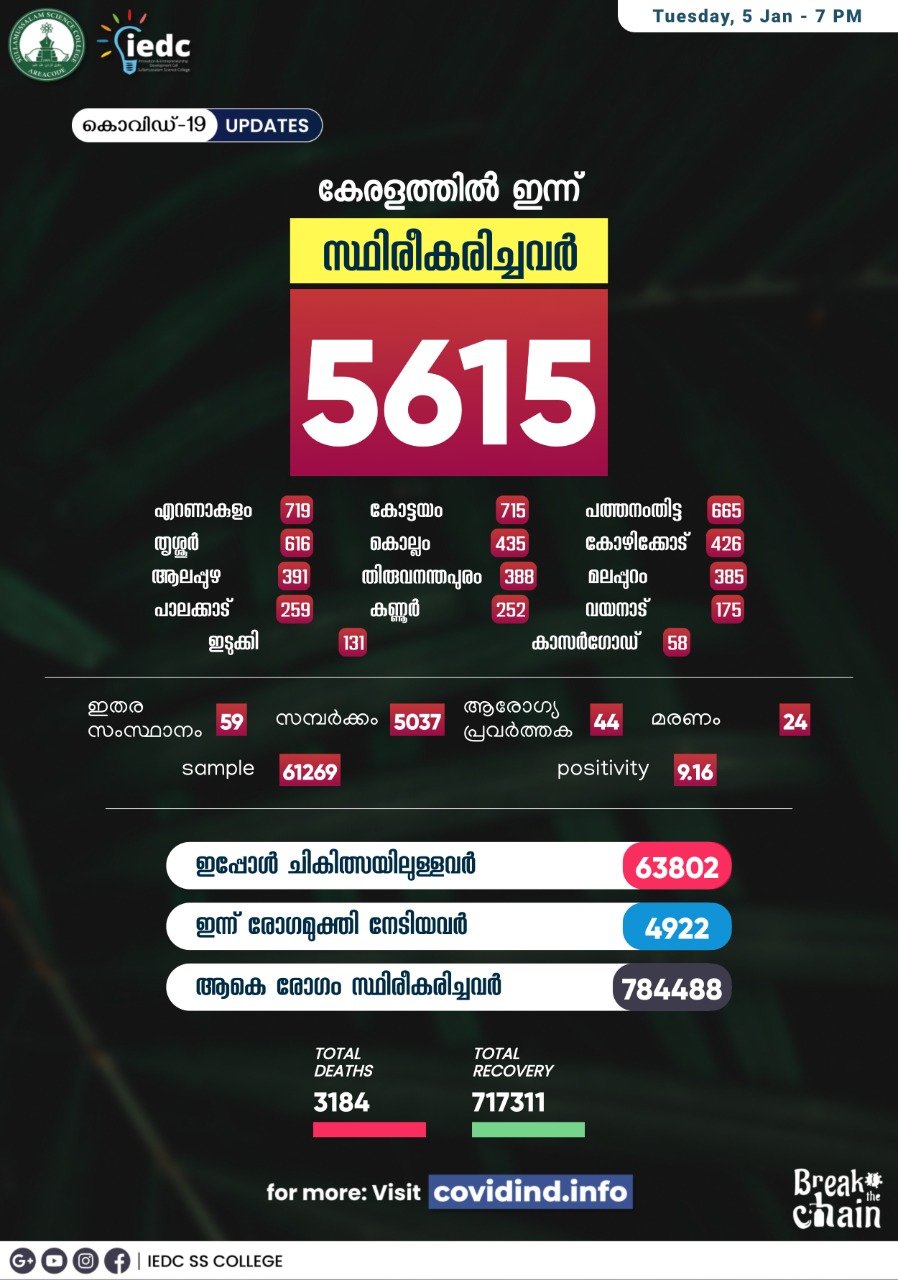 Tuesday, 5 Jan - 7 PM
SULLAMUSSALAM SCIENCE COLLEGE
AREACODE
iedc
കൊവിഡ്-19 UPDATES
കേരളത്തിൽ ഇന്ന്
സ്ഥിരീകരിച്ചവർ
5615
എറണാകുളം 719 കോട്ടയം 715 പത്തനംതിട്ട 665
തൃശ്ശൂർ 616 കൊല്ലം 435 കോഴിക്കോട് 426
ആലപ്പുഴ 391 തിരുവനന്തപുരം 388 മലപ്പുറം 385
പാലക്കാട് 259 കണ്ണൂർ 252 വയനാട് 175
ഇടുക്കി 131 കാസർഗോഡ് 58
ഇതര സംസ്ഥാനം 59 സമ്പർക്കം 5037 ആരോഗ്യ പ്രവർത്തക 44 മരണം 24
sample 61269 positivity 9.16
ഇപ്പോൾ ചികിത്സയിലുള്ളവർ 63802
ഇന്ന് രോഗമുക്തി നേടിയവർ 4922
ആകെ രോഗം സ്ഥിരീകരിച്ചവർ 784488
TOTAL DEATHS
3184
TOTAL RECOVERY
717311
for more: Visit covidind.info
Break the chain
G+ f | IEDC SS COLLEGE